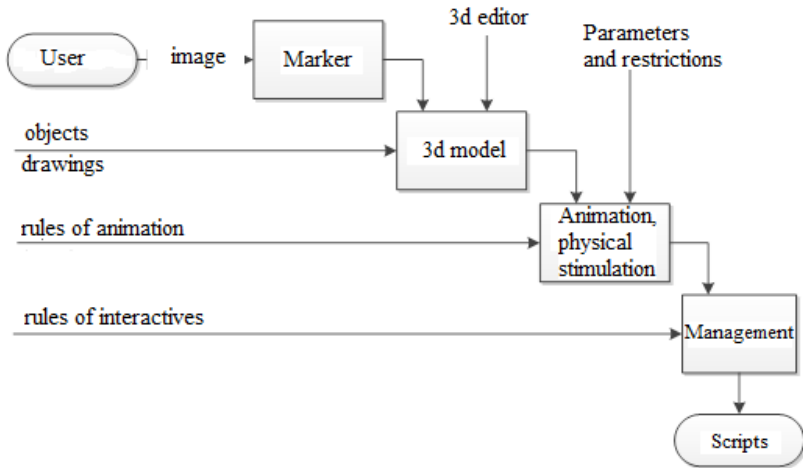 3d editor
Parameters
and restrictions
User
image
Marker
objects
drawings
3d model
rules of animation
Animation,
physical
stimulation
rules of interactives
Management
Scripts